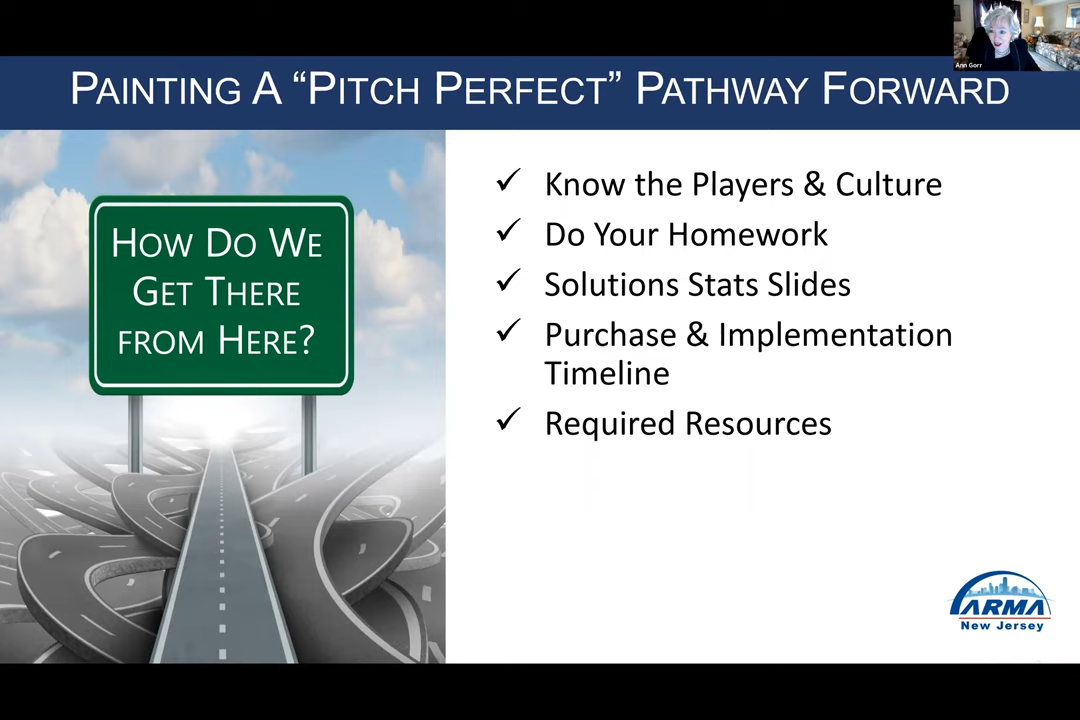 Ann Gorr
PAINTING A “PITCH PERFECT” PATHWAY FORWARD
HOW DO WE
GET THERE
FROM HERE?
✓ Know the Players & Culture
✓ Do Your Homework
✓ Solutions Stats Slides
✓ Purchase & Implementation
Timeline
✓ Required Resources
ARMA
New Jersey